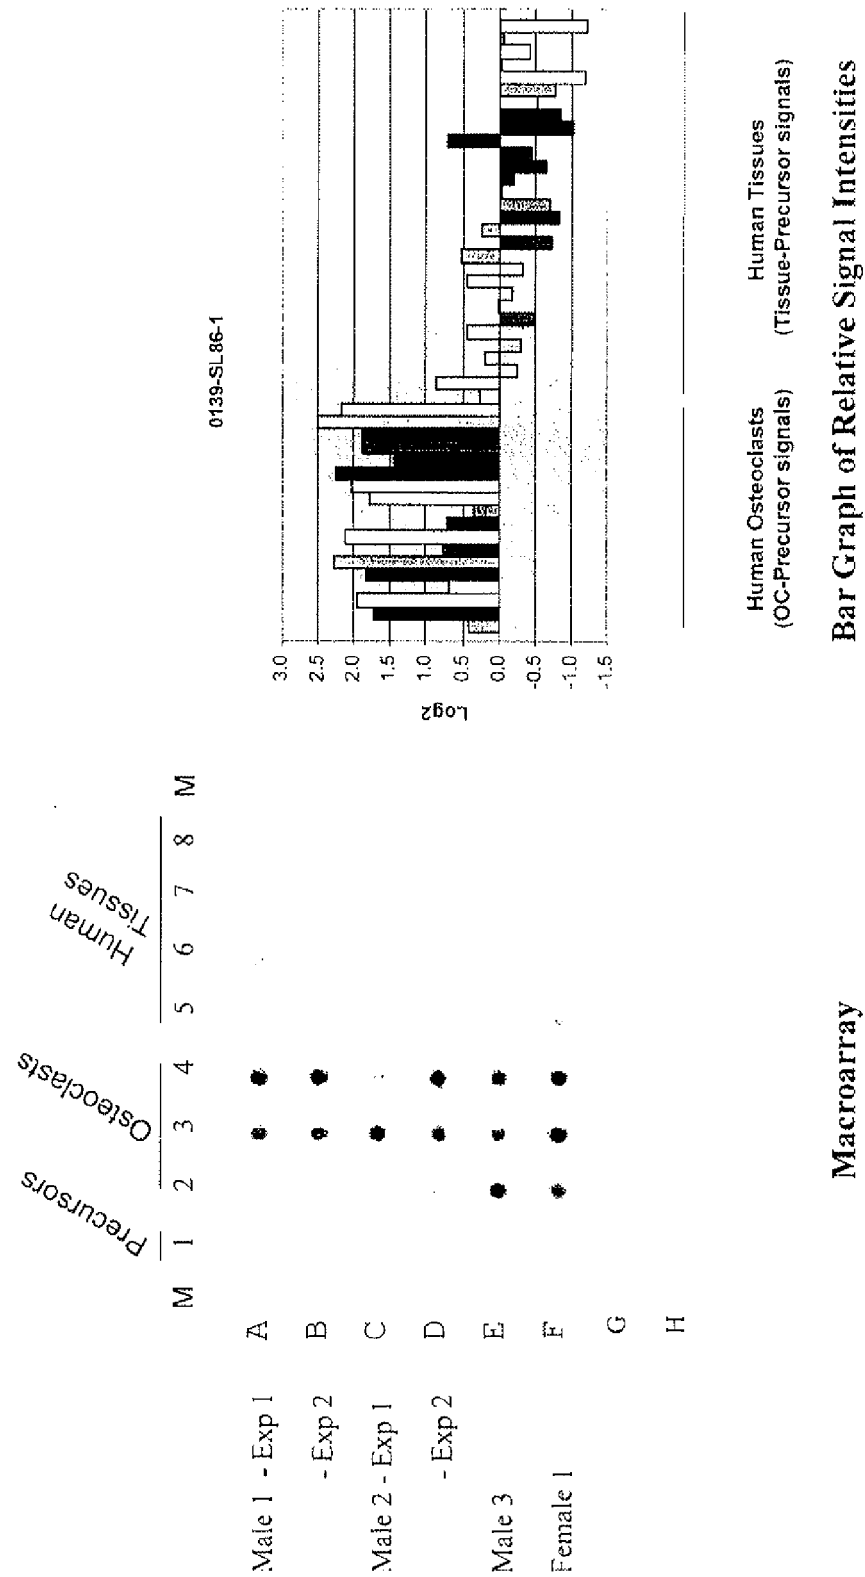 Precursors
Osteoclasts
Human
Tissues
M 1 2 3 4 5 6 7 8 M
Male 1 - Exp 1 A
- Exp 2 B
Male 2 - Exp 1 C
- Exp 2 D
Male 3 E
Female 1 F
G
H
Macroarray
0139-SL86-1
3.0
2.5
2.0
1.5
1.0
0.5
0.0
-0.5
-1.0
-1.5
Log2
Human Osteoclasts
(OC-Precursor signals)
Human Tissues
(Tissue-Precursor signals)
Bar Graph of Relative Signal Intensities